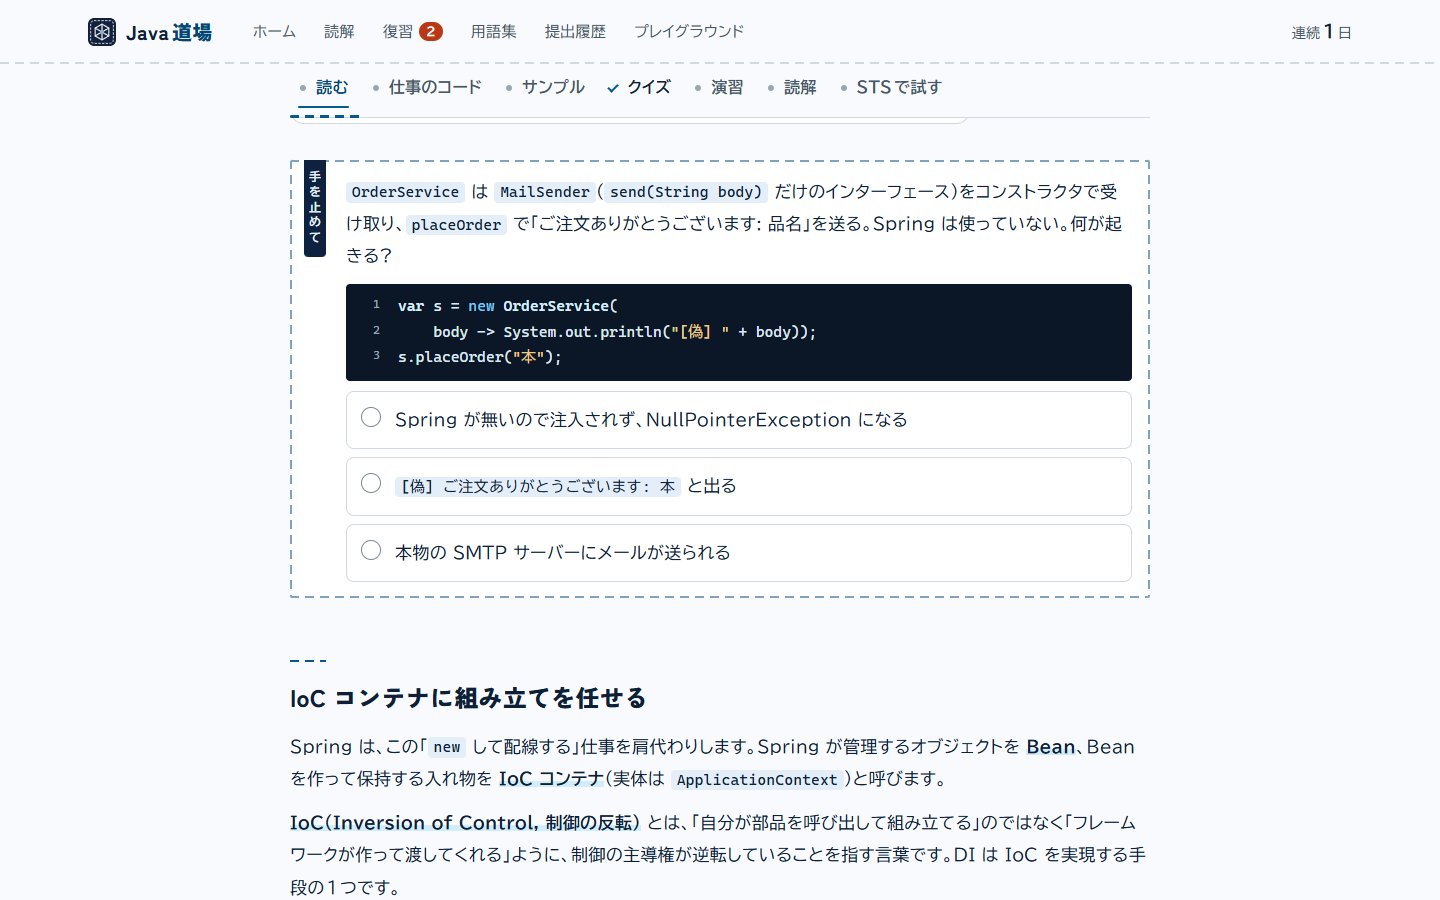 Java 道場 ホーム 読解 復習 2 用語集 提出履歴 プレイグラウンド 連続 1 日
読む 仕事のコード サンプル クイズ 演習 読解 STS で試す
手を止めて
OrderService は MailSender(send(String body) だけのインターフェース)をコンストラクタで受
け取り、placeOrder で「ご注文ありがとうございます: 品名」を送る。Spring は使っていない。何が起
きる?
1 var s = new OrderService(
2 body -> System.out.println("[偽] " + body));
3 s.placeOrder("本");
Spring が無いので注入されず、NullPointerException になる
[偽] ご注文ありがとうございます: 本 と出る
本物の SMTP サーバーにメールが送られる
IoC コンテナに組み立てを任せる
Spring は、この「new して配線する」仕事を肩代わりします。Spring が管理するオブジェクトを Bean、Bean
を作って保持する入れ物を IoC コンテナ(実体は ApplicationContext)と呼びます。
IoC(Inversion of Control, 制御の反転) とは、「自分が部品を呼び出して組み立てる」のではなく「フレーム
ワークが作って渡してくれる」ように、制御の主導権が逆転していることを指す言葉です。DI は IoC を実現する手
段の1つです。